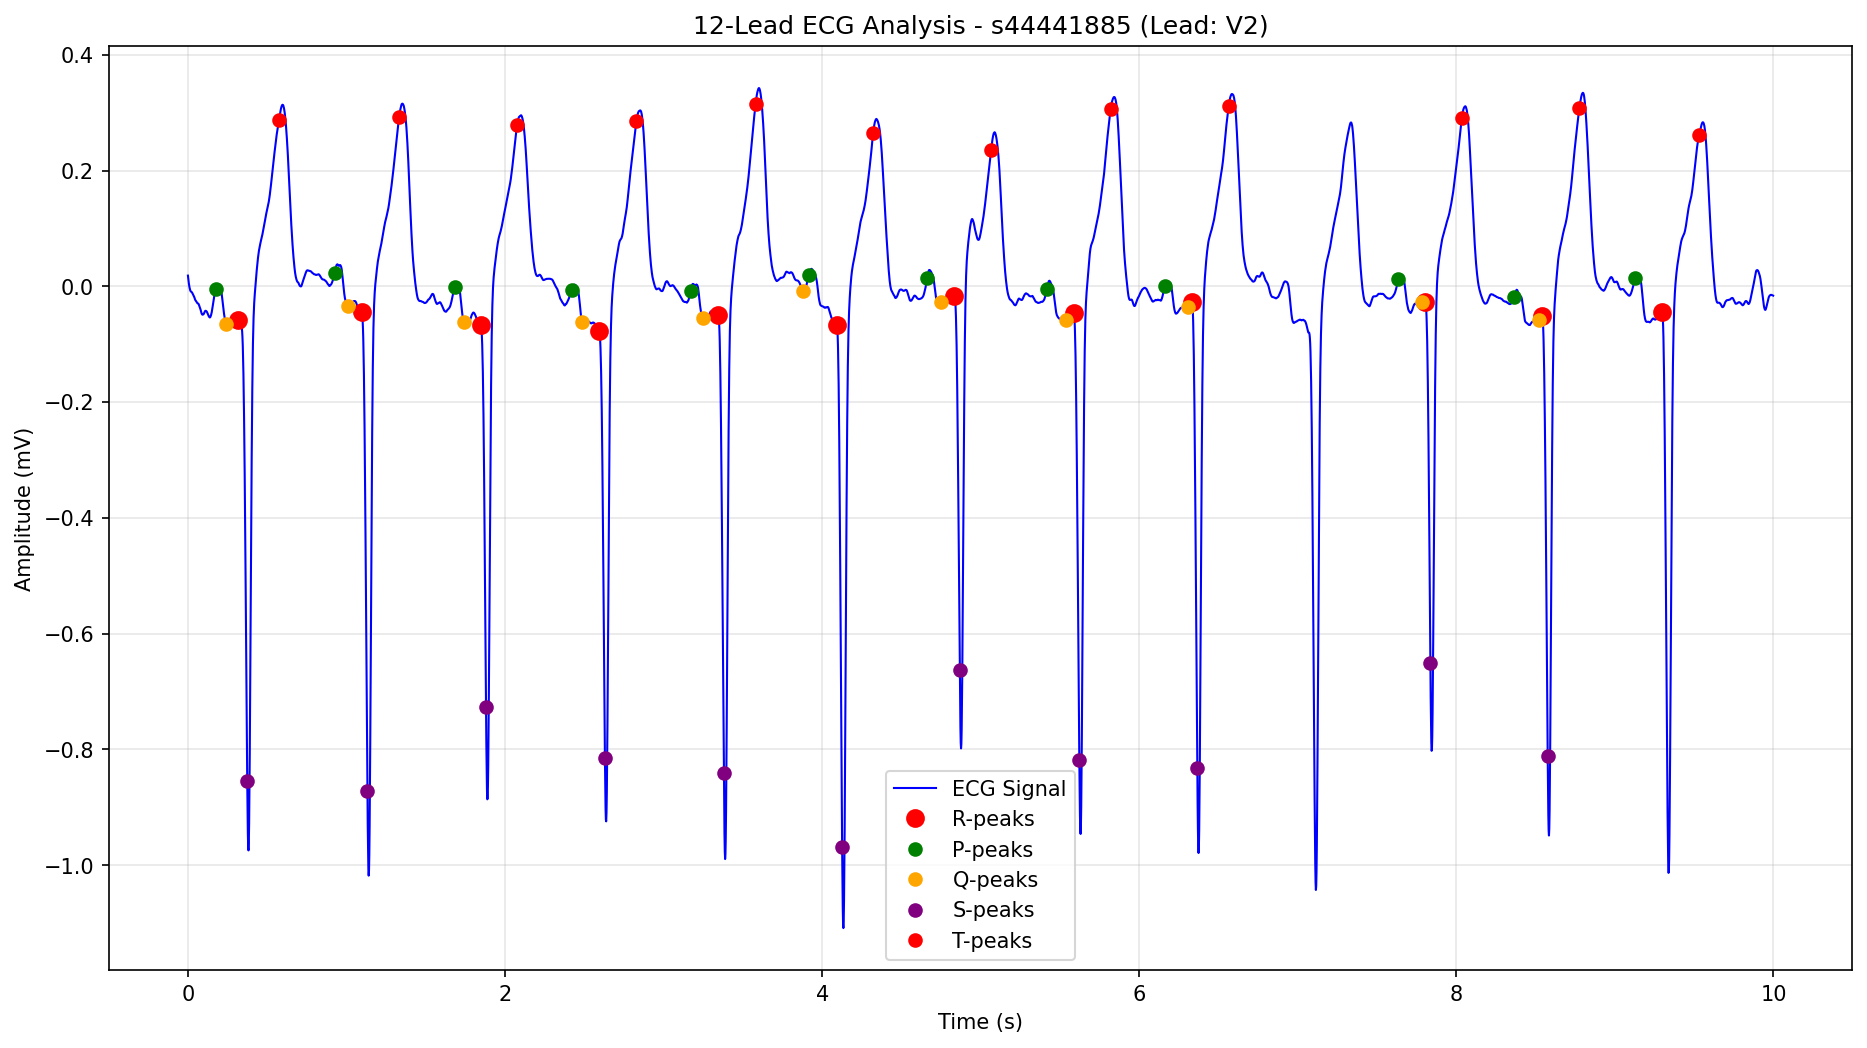 12-Lead ECG Analysis - s44441885 (Lead: V2)
Amplitude (mV)
0.4
0.2
0.0
−0.2
−0.4
−0.6
−0.8
−1.0
ECG Signal
R-peaks
P-peaks
Q-peaks
S-peaks
T-peaks
0 2 4 6 8 10
Time (s)